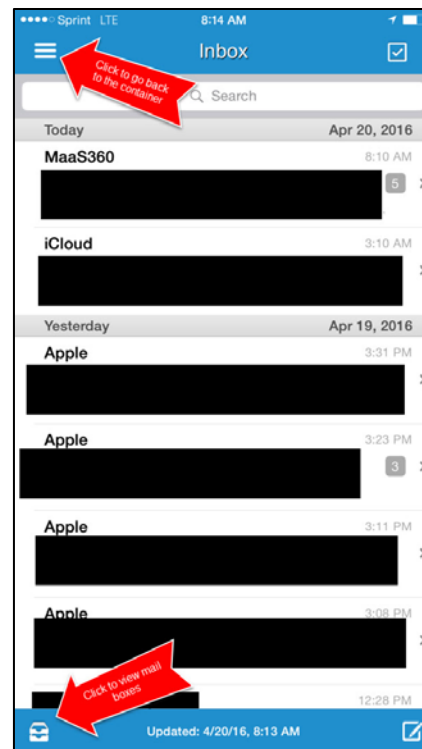 Sprint LTE 8:14 AM
Inbox
Click to go back
to the container
Search
Today Apr 20, 2016
MaaS360 8:10 AM
5
iCloud 3:10 AM
Yesterday Apr 19, 2016
Apple 3:31 PM
Apple 3:23 PM
3
Apple 3:11 PM
Apple 3:08 PM
12:28 PM
Click to view mail
boxes
Updated: 4/20/16, 8:13 AM